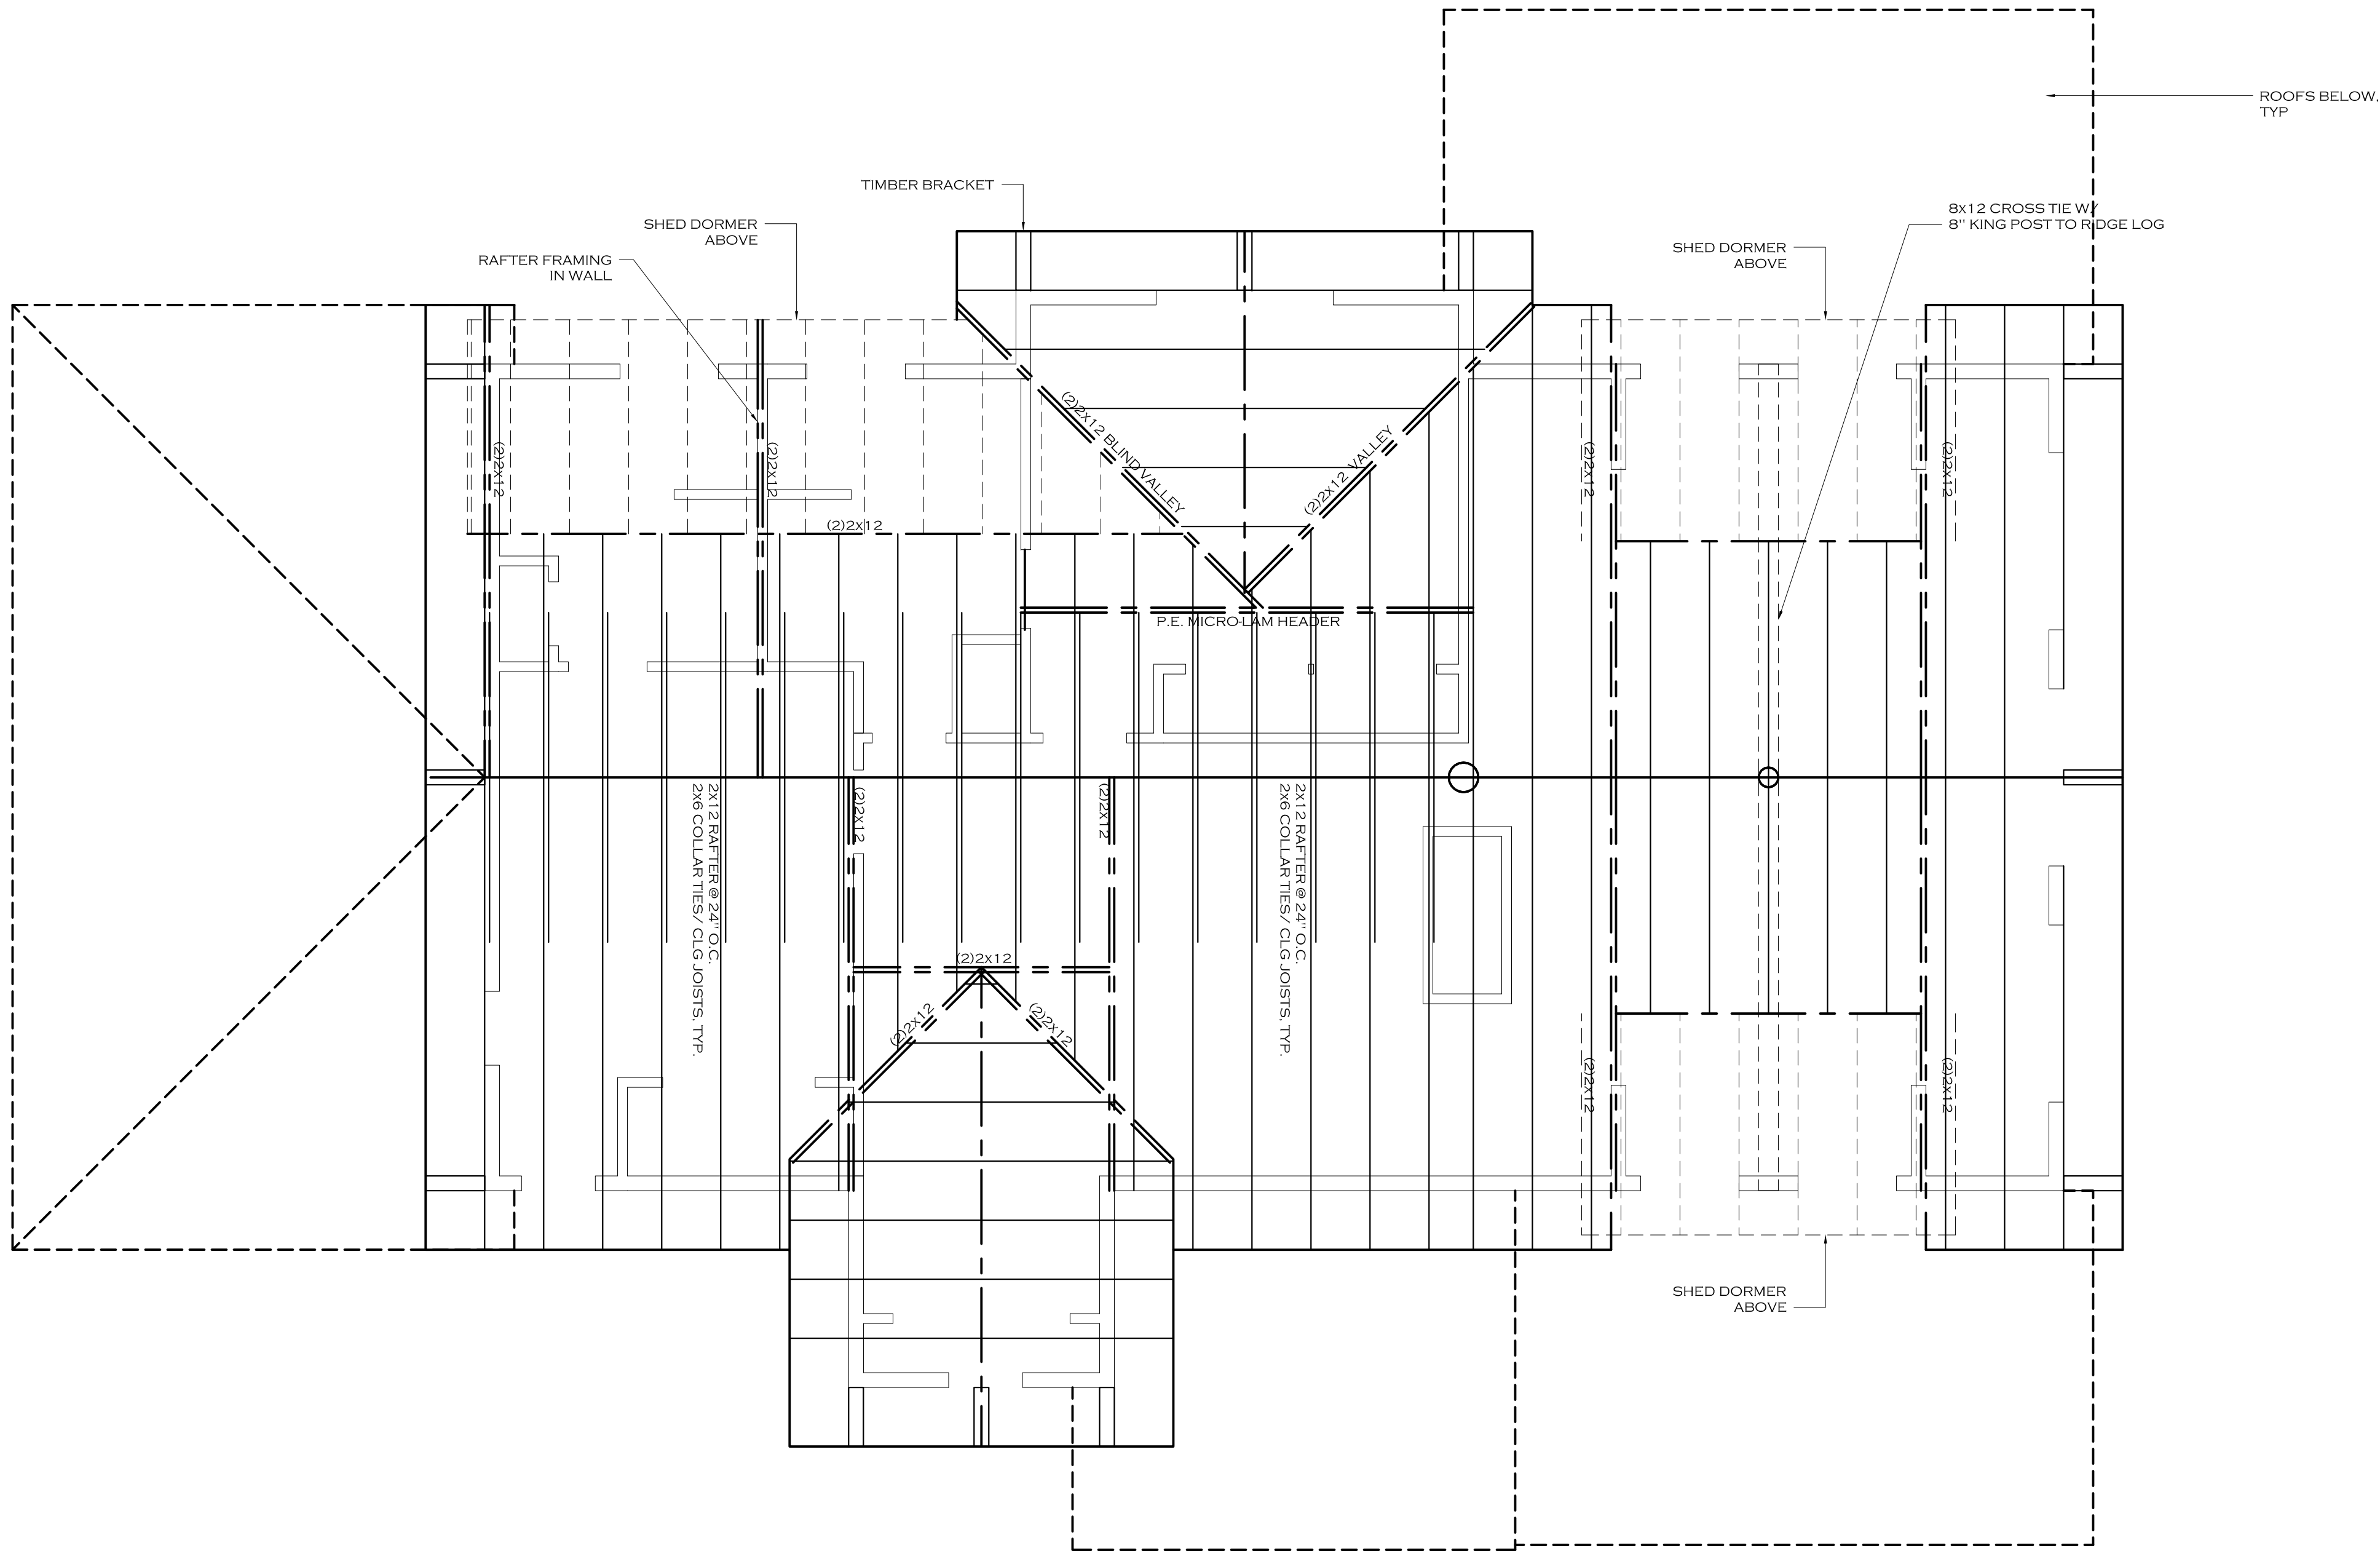 ROOFS BELOW,
TYP
TIMBER BRACKET
8x12 CROSS TIE W/
8" KING POST TO RIDGE LOG
SHED DORMER
ABOVE
SHED DORMER
ABOVE
RAFTER FRAMING
IN WALL
(2)2x12 BLIND VALLEY
(2)2x12 VALLEY
(2)2x12
(2)2x12
(2)2x12
(2)2x12
(2)2x12
P.E. MICRO-LAM HEADER
2x12 RAFTER @ 24" O.C.
2x6 COLLAR TIES/ CLG JOISTS, TYP.
(2)2x12
(2)2x12
2x12 RAFTER @ 24" O.C.
2x6 COLLAR TIES/ CLG JOISTS, TYP.
(2)2x12
(2)2x12
(2)2x12
(2)2x12
(2)2x12
SHED DORMER
ABOVE